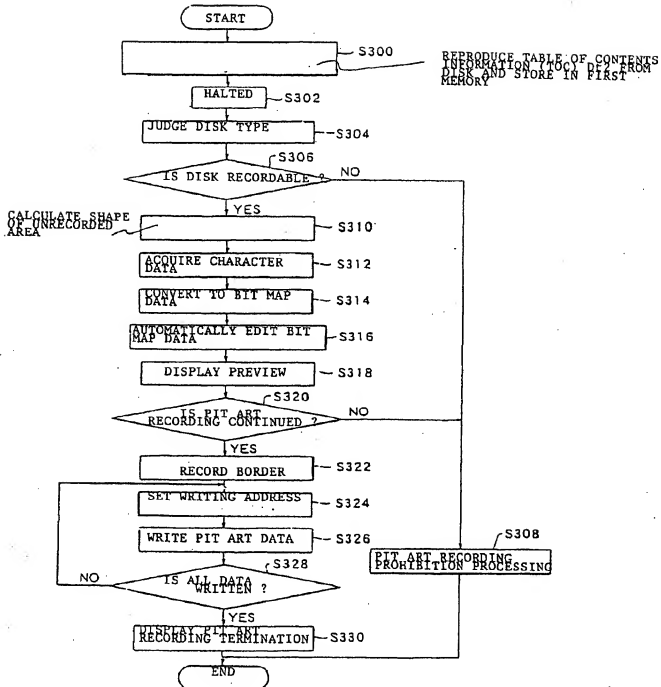 START
S300
REPRODUCE TABLE OF CONTENTS
INFORMATION (TOC) OF? FROM
DISK AND STORE IN FIRST
MEMORY
HALTED
S302
JUDGE DISK TYPE
S304
S306
IS DISK RECORDABLE ?
NO
YES
CALCULATE SHAPE
OF UNRECORDED
AREA
S310
ACQUIRE CHARACTER
DATA
S312
CONVERT TO BIT MAP
DATA
S314
AUTOMATICALLY EDIT BIT
MAP DATA
S316
DISPLAY PREVIEW
S318
S320
IS PIT ART
RECORDING CONTINUED ?
NO
YES
RECORD BORDER
S322
SET WRITING ADDRESS
S324
WRITE PIT ART DATA
S326
S308
PIT ART RECORDING
PROHIBITION PROCESSING
S328
IS ALL DATA
WRITTEN ?
NO
YES
DISPLAY PIT ART
RECORDING TERMINATION
S330
END